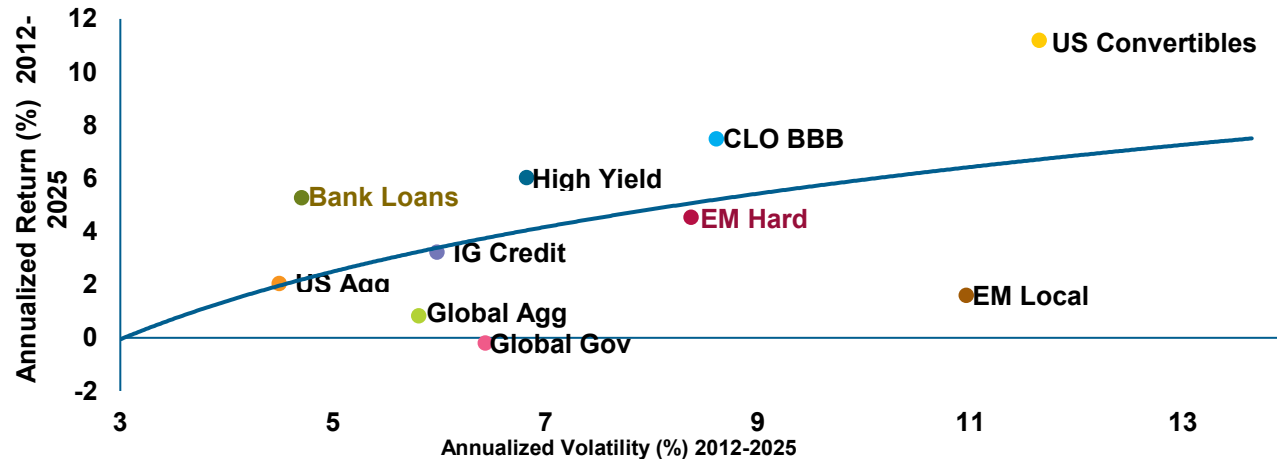 Annualized Return (%) 2012-
2025
12
10
8
6
4
2
0
-2
US Convertibles
CLO BBB
High Yield
Bank Loans
EM Hard
IG Credit
US Agg
EM Local
Global Agg
Global Gov
3
5
7
9
11
13
Annualized Volatility (%) 2012-2025